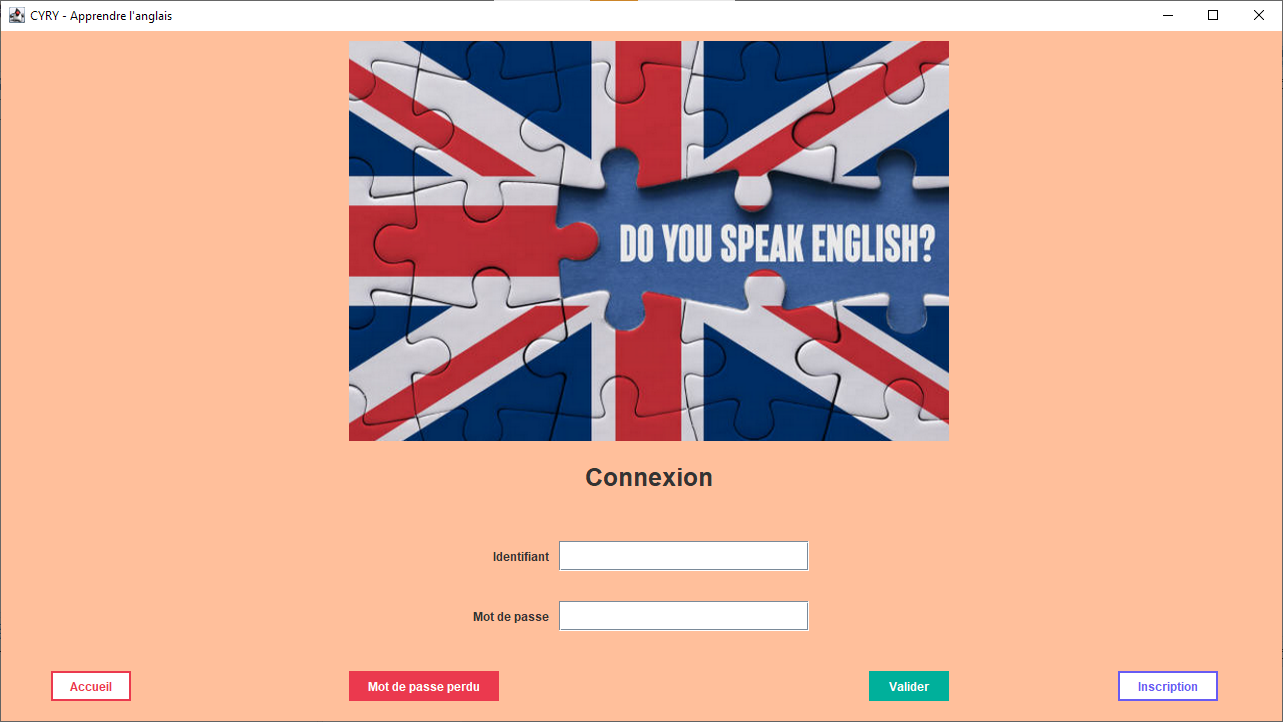 CYRY - Apprendre l'anglais
DO YOU SPEAK ENGLISH?
Connexion
Identifiant
Mot de passe
Accueil
Mot de passe perdu
Valider
Inscription